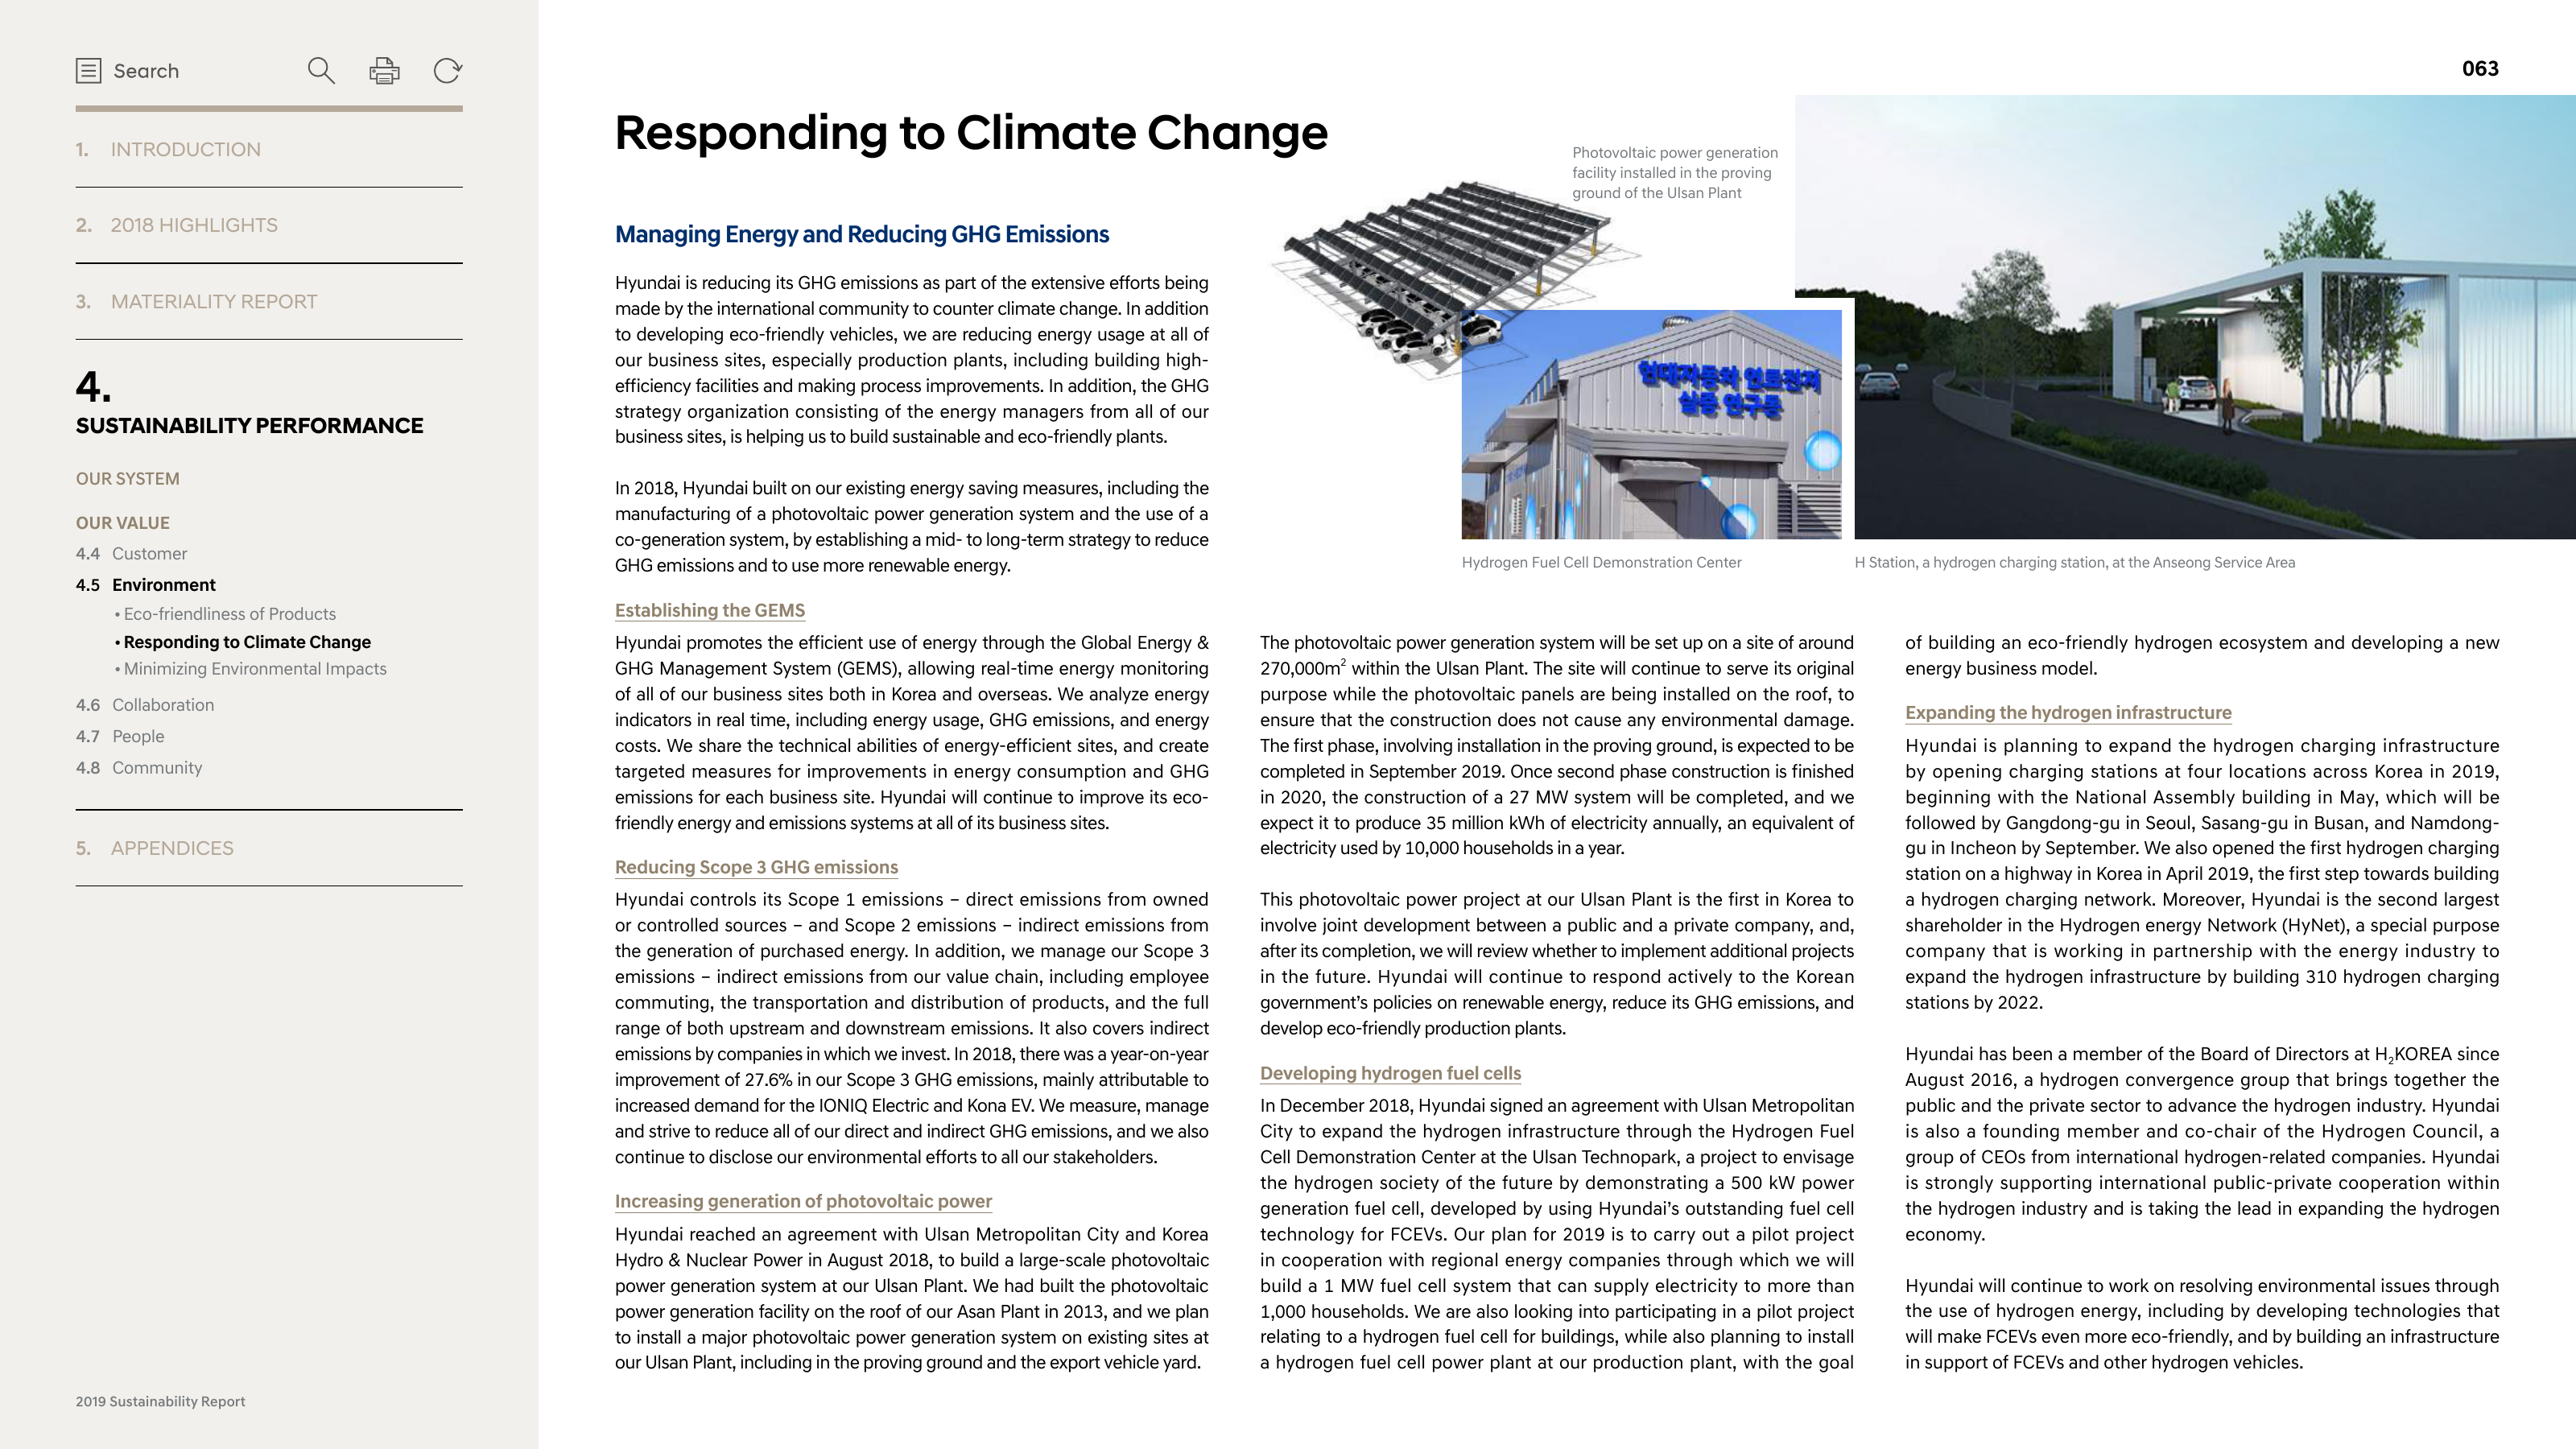 Search
1. INTRODUCTION
2. 2018 HIGHLIGHTS
3. MATERIALITY REPORT
4.
SUSTAINABILITY PERFORMANCE
OUR SYSTEM
OUR VALUE
4.4 Customer
4.5 Environment
• Eco-friendliness of Products
• Responding to Climate Change
• Minimizing Environmental Impacts
4.6 Collaboration
4.7 People
4.8 Community
5. APPENDICES
2019 Sustainability Report
063
Responding to Climate Change
Photovoltaic power generation
facility installed in the proving
ground of the Ulsan Plant
현대자동차 연료전지
실증 연구동
Hydrogen Fuel Cell Demonstration Center
H Station, a hydrogen charging station, at the Anseong Service Area
Managing Energy and Reducing GHG Emissions
Hyundai is reducing its GHG emissions as part of the extensive efforts being
made by the international community to counter climate change. In addition
to developing eco-friendly vehicles, we are reducing energy usage at all of
our business sites, especially production plants, including building high-
efficiency facilities and making process improvements. In addition, the GHG
strategy organization consisting of the energy managers from all of our
business sites, is helping us to build sustainable and eco-friendly plants.
In 2018, Hyundai built on our existing energy saving measures, including the
manufacturing of a photovoltaic power generation system and the use of a
co-generation system, by establishing a mid- to long-term strategy to reduce
GHG emissions and to use more renewable energy.
Establishing the GEMS
Hyundai promotes the efficient use of energy through the Global Energy &
GHG Management System (GEMS), allowing real-time energy monitoring
of all of our business sites both in Korea and overseas. We analyze energy
indicators in real time, including energy usage, GHG emissions, and energy
costs. We share the technical abilities of energy-efficient sites, and create
targeted measures for improvements in energy consumption and GHG
emissions for each business site. Hyundai will continue to improve its eco-
friendly energy and emissions systems at all of its business sites.
Reducing Scope 3 GHG emissions
Hyundai controls its Scope 1 emissions – direct emissions from owned
or controlled sources – and Scope 2 emissions – indirect emissions from
the generation of purchased energy. In addition, we manage our Scope 3
emissions – indirect emissions from our value chain, including employee
commuting, the transportation and distribution of products, and the full
range of both upstream and downstream emissions. It also covers indirect
emissions by companies in which we invest. In 2018, there was a year-on-year
improvement of 27.6% in our Scope 3 GHG emissions, mainly attributable to
increased demand for the IONIQ Electric and Kona EV. We measure, manage
and strive to reduce all of our direct and indirect GHG emissions, and we also
continue to disclose our environmental efforts to all our stakeholders.
Increasing generation of photovoltaic power
Hyundai reached an agreement with Ulsan Metropolitan City and Korea
Hydro & Nuclear Power in August 2018, to build a large-scale photovoltaic
power generation system at our Ulsan Plant. We had built the photovoltaic
power generation facility on the roof of our Asan Plant in 2013, and we plan
to install a major photovoltaic power generation system on existing sites at
our Ulsan Plant, including in the proving ground and the export vehicle yard.
The photovoltaic power generation system will be set up on a site of around
270,000m² within the Ulsan Plant. The site will continue to serve its original
purpose while the photovoltaic panels are being installed on the roof, to
ensure that the construction does not cause any environmental damage.
The first phase, involving installation in the proving ground, is expected to be
completed in September 2019. Once second phase construction is finished
in 2020, the construction of a 27 MW system will be completed, and we
expect it to produce 35 million kWh of electricity annually, an equivalent of
electricity used by 10,000 households in a year.
This photovoltaic power project at our Ulsan Plant is the first in Korea to
involve joint development between a public and a private company, and,
after its completion, we will review whether to implement additional projects
in the future. Hyundai will continue to respond actively to the Korean
government’s policies on renewable energy, reduce its GHG emissions, and
develop eco-friendly production plants.
Developing hydrogen fuel cells
In December 2018, Hyundai signed an agreement with Ulsan Metropolitan
City to expand the hydrogen infrastructure through the Hydrogen Fuel
Cell Demonstration Center at the Ulsan Technopark, a project to envisage
the hydrogen society of the future by demonstrating a 500 kW power
generation fuel cell, developed by using Hyundai’s outstanding fuel cell
technology for FCEVs. Our plan for 2019 is to carry out a pilot project
in cooperation with regional energy companies through which we will
build a 1 MW fuel cell system that can supply electricity to more than
1,000 households. We are also looking into participating in a pilot project
relating to a hydrogen fuel cell for buildings, while also planning to install
a hydrogen fuel cell power plant at our production plant, with the goal
of building an eco-friendly hydrogen ecosystem and developing a new
energy business model.
Expanding the hydrogen infrastructure
Hyundai is planning to expand the hydrogen charging infrastructure
by opening charging stations at four locations across Korea in 2019,
beginning with the National Assembly building in May, which will be
followed by Gangdong-gu in Seoul, Sasang-gu in Busan, and Namdong-
gu in Incheon by September. We also opened the first hydrogen charging
station on a highway in Korea in April 2019, the first step towards building
a hydrogen charging network. Moreover, Hyundai is the second largest
shareholder in the Hydrogen energy Network (HyNet), a special purpose
company that is working in partnership with the energy industry to
expand the hydrogen infrastructure by building 310 hydrogen charging
stations by 2022.
Hyundai has been a member of the Board of Directors at H₂KOREA since
August 2016, a hydrogen convergence group that brings together the
public and the private sector to advance the hydrogen industry. Hyundai
is also a founding member and co-chair of the Hydrogen Council, a
group of CEOs from international hydrogen-related companies. Hyundai
is strongly supporting international public-private cooperation within
the hydrogen industry and is taking the lead in expanding the hydrogen
economy.
Hyundai will continue to work on resolving environmental issues through
the use of hydrogen energy, including by developing technologies that
will make FCEVs even more eco-friendly, and by building an infrastructure
in support of FCEVs and other hydrogen vehicles.